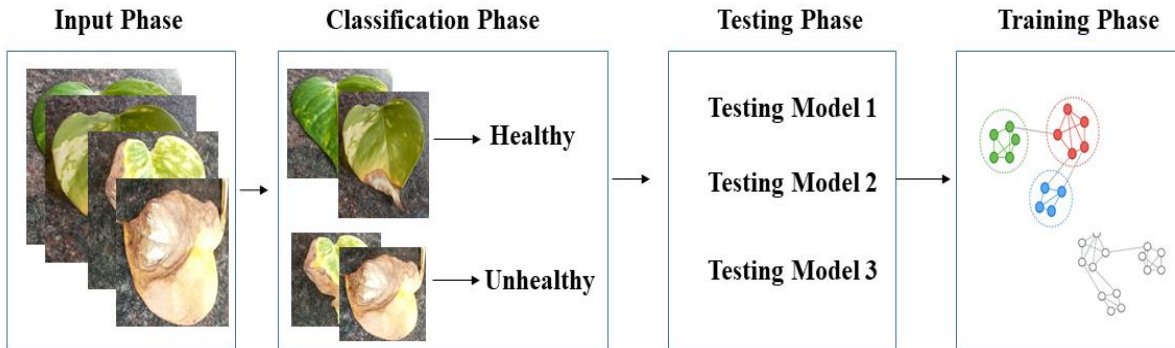 Input Phase
Classification Phase
Testing Phase
Training Phase
Healthy
Unhealthy
Testing Model 1
Testing Model 2
Testing Model 3